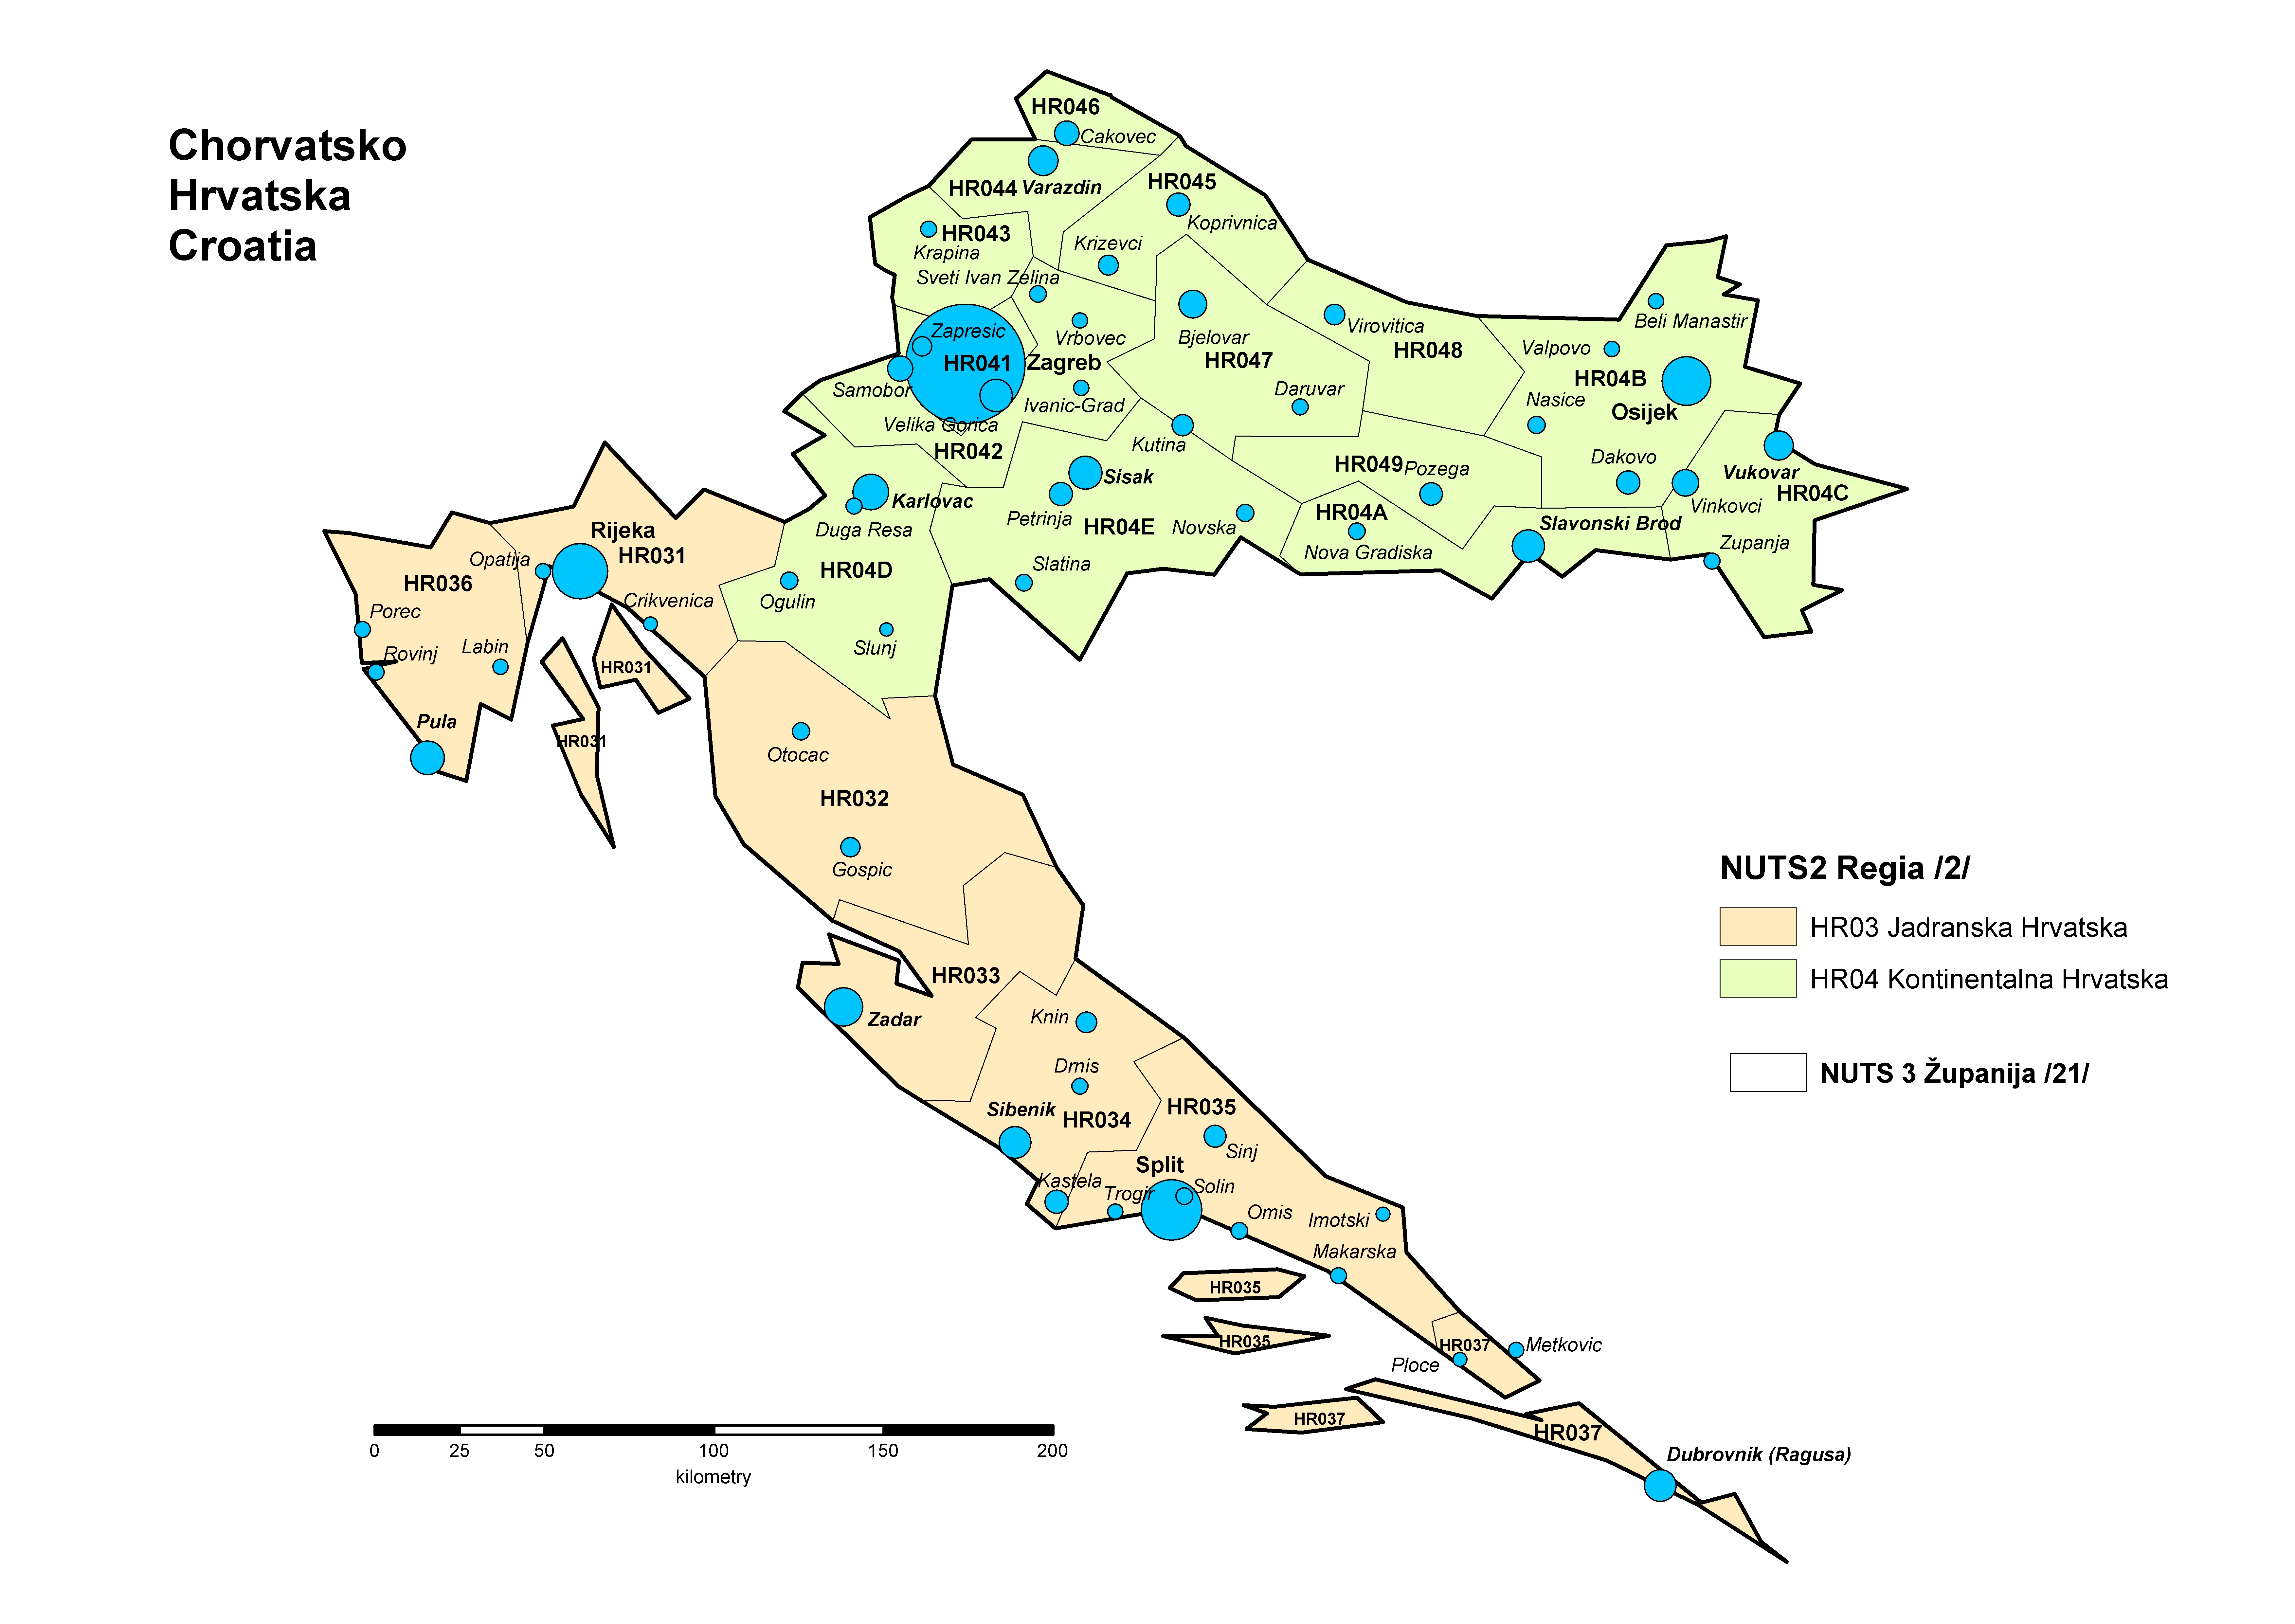 Chorvatsko
Hrvatska
Croatia
HR046
Cakovec
HR044
Varazdin
HR045
Koprivnica
HR043
Krapina
Krizevci
Sveti Ivan Zelina
Zapresic
Vrbovec
HR041
Zagreb
Samobor
Ivanic-Grad
Velika Gorica
HR042
Bjelovar
HR047
Daruvar
Kutina
Virovitica
HR048
Beli Manastir
Valpovo
HR04B
Nasice
Osijek
Dakovo
Vukovar
HR04C
Vinkovci
Zupanja
HR049
Pozega
HR04A
Nova Gradiska
Slavonski Brod
Sisak
Petrinja
HR04E
Novska
Slatina
Karlovac
Duga Resa
HR04D
Ogulin
Slunj
Rijeka
HR031
Opatija
Crikvenica
HR036
Porec
Rovinj
Labin
Pula
HR031
HR031
Otocac
HR032
Gospic
HR033
Zadar
Knin
Drnis
Sibenik
HR034
HR035
Sinj
Split
Kastela
Trogir
Solin
Omis
Imotski
Makarska
HR035
HR035
HR037
Metkovic
Ploce
HR037
HR037
Dubrovnik (Ragusa)
NUTS2 Regia /2/
HR03 Jadranska Hrvatska
HR04 Kontinentalna Hrvatska
NUTS 3 Županija /21/
0 25 50 100 150 200
kilometry